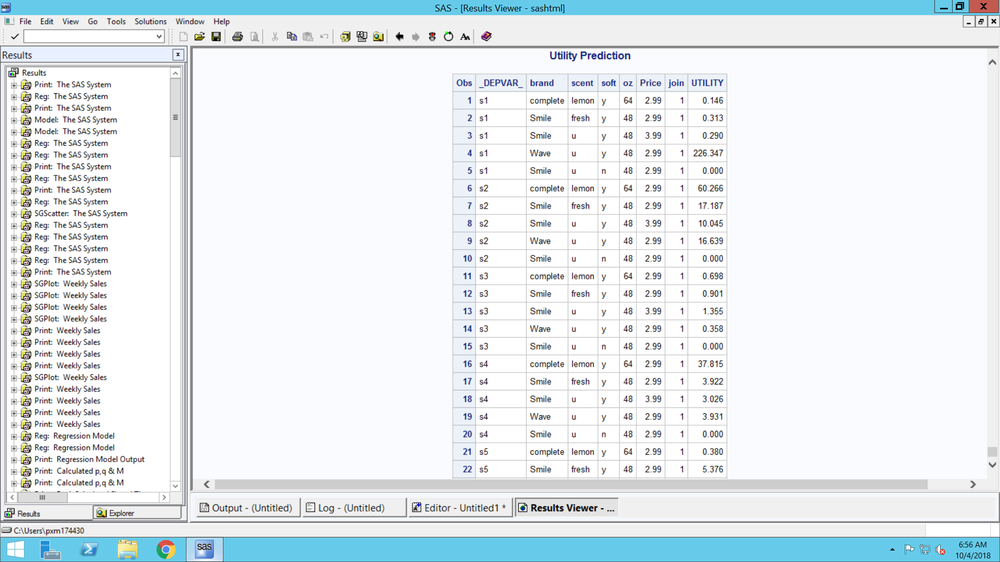 SAS - [Results Viewer - sashtml]
File Edit View Go Tools Solutions Window Help
Results
Results
Print: The SAS System
Reg: The SAS System
Print: The SAS System
Model: The SAS System
Model: The SAS System
Reg: The SAS System
Reg: The SAS System
Print: The SAS System
Reg: The SAS System
Print: The SAS System
Reg: The SAS System
SGScatter: The SAS System
Reg: The SAS System
Reg: The SAS System
Reg: The SAS System
Reg: The SAS System
Print: The SAS System
SGPlot: Weekly Sales
SGPlot: Weekly Sales
SGPlot: Weekly Sales
SGPlot: Weekly Sales
Print: Weekly Sales
Print: Weekly Sales
Print: Weekly Sales
Print: Weekly Sales
SGPlot: Weekly Sales
Print: Weekly Sales
Print: Weekly Sales
Print: Weekly Sales
Print: Weekly Sales
Reg: Regression Model
Reg: Regression Model
Print: Regression Model Output
Print: Calculated p,q & M
Print: Calculated p,q & M
Results Explorer
Utility Prediction
Obs _DEPVAR_ brand scent soft oz Price join UTILITY
1 s1 complete lemon y 64 2.99 1 0.146
2 s1 Smile fresh y 48 2.99 1 0.313
3 s1 Smile u y 48 3.99 1 0.290
4 s1 Wave u y 48 2.99 1 226.347
5 s1 Smile u n 48 2.99 1 0.000
6 s2 complete lemon y 64 2.99 1 60.266
7 s2 Smile fresh y 48 2.99 1 17.187
8 s2 Smile u y 48 3.99 1 10.045
9 s2 Wave u y 48 2.99 1 16.639
10 s2 Smile u n 48 2.99 1 0.000
11 s3 complete lemon y 64 2.99 1 0.698
12 s3 Smile fresh y 48 2.99 1 0.901
13 s3 Smile u y 48 3.99 1 1.355
14 s3 Wave u y 48 2.99 1 0.358
15 s3 Smile u n 48 2.99 1 0.000
16 s4 complete lemon y 64 2.99 1 37.815
17 s4 Smile fresh y 48 2.99 1 3.922
18 s4 Smile u y 48 3.99 1 3.026
19 s4 Wave u y 48 2.99 1 3.931
20 s4 Smile u n 48 2.99 1 0.000
21 s5 complete lemon y 64 2.99 1 0.380
22 s5 Smile fresh y 48 2.99 1 5.376
Output - (Untitled) Log - (Untitled) Editor - Untitled1 * Results Viewer - ...
C:\Users\pxm174430
sas
6:56 AM
10/4/2018